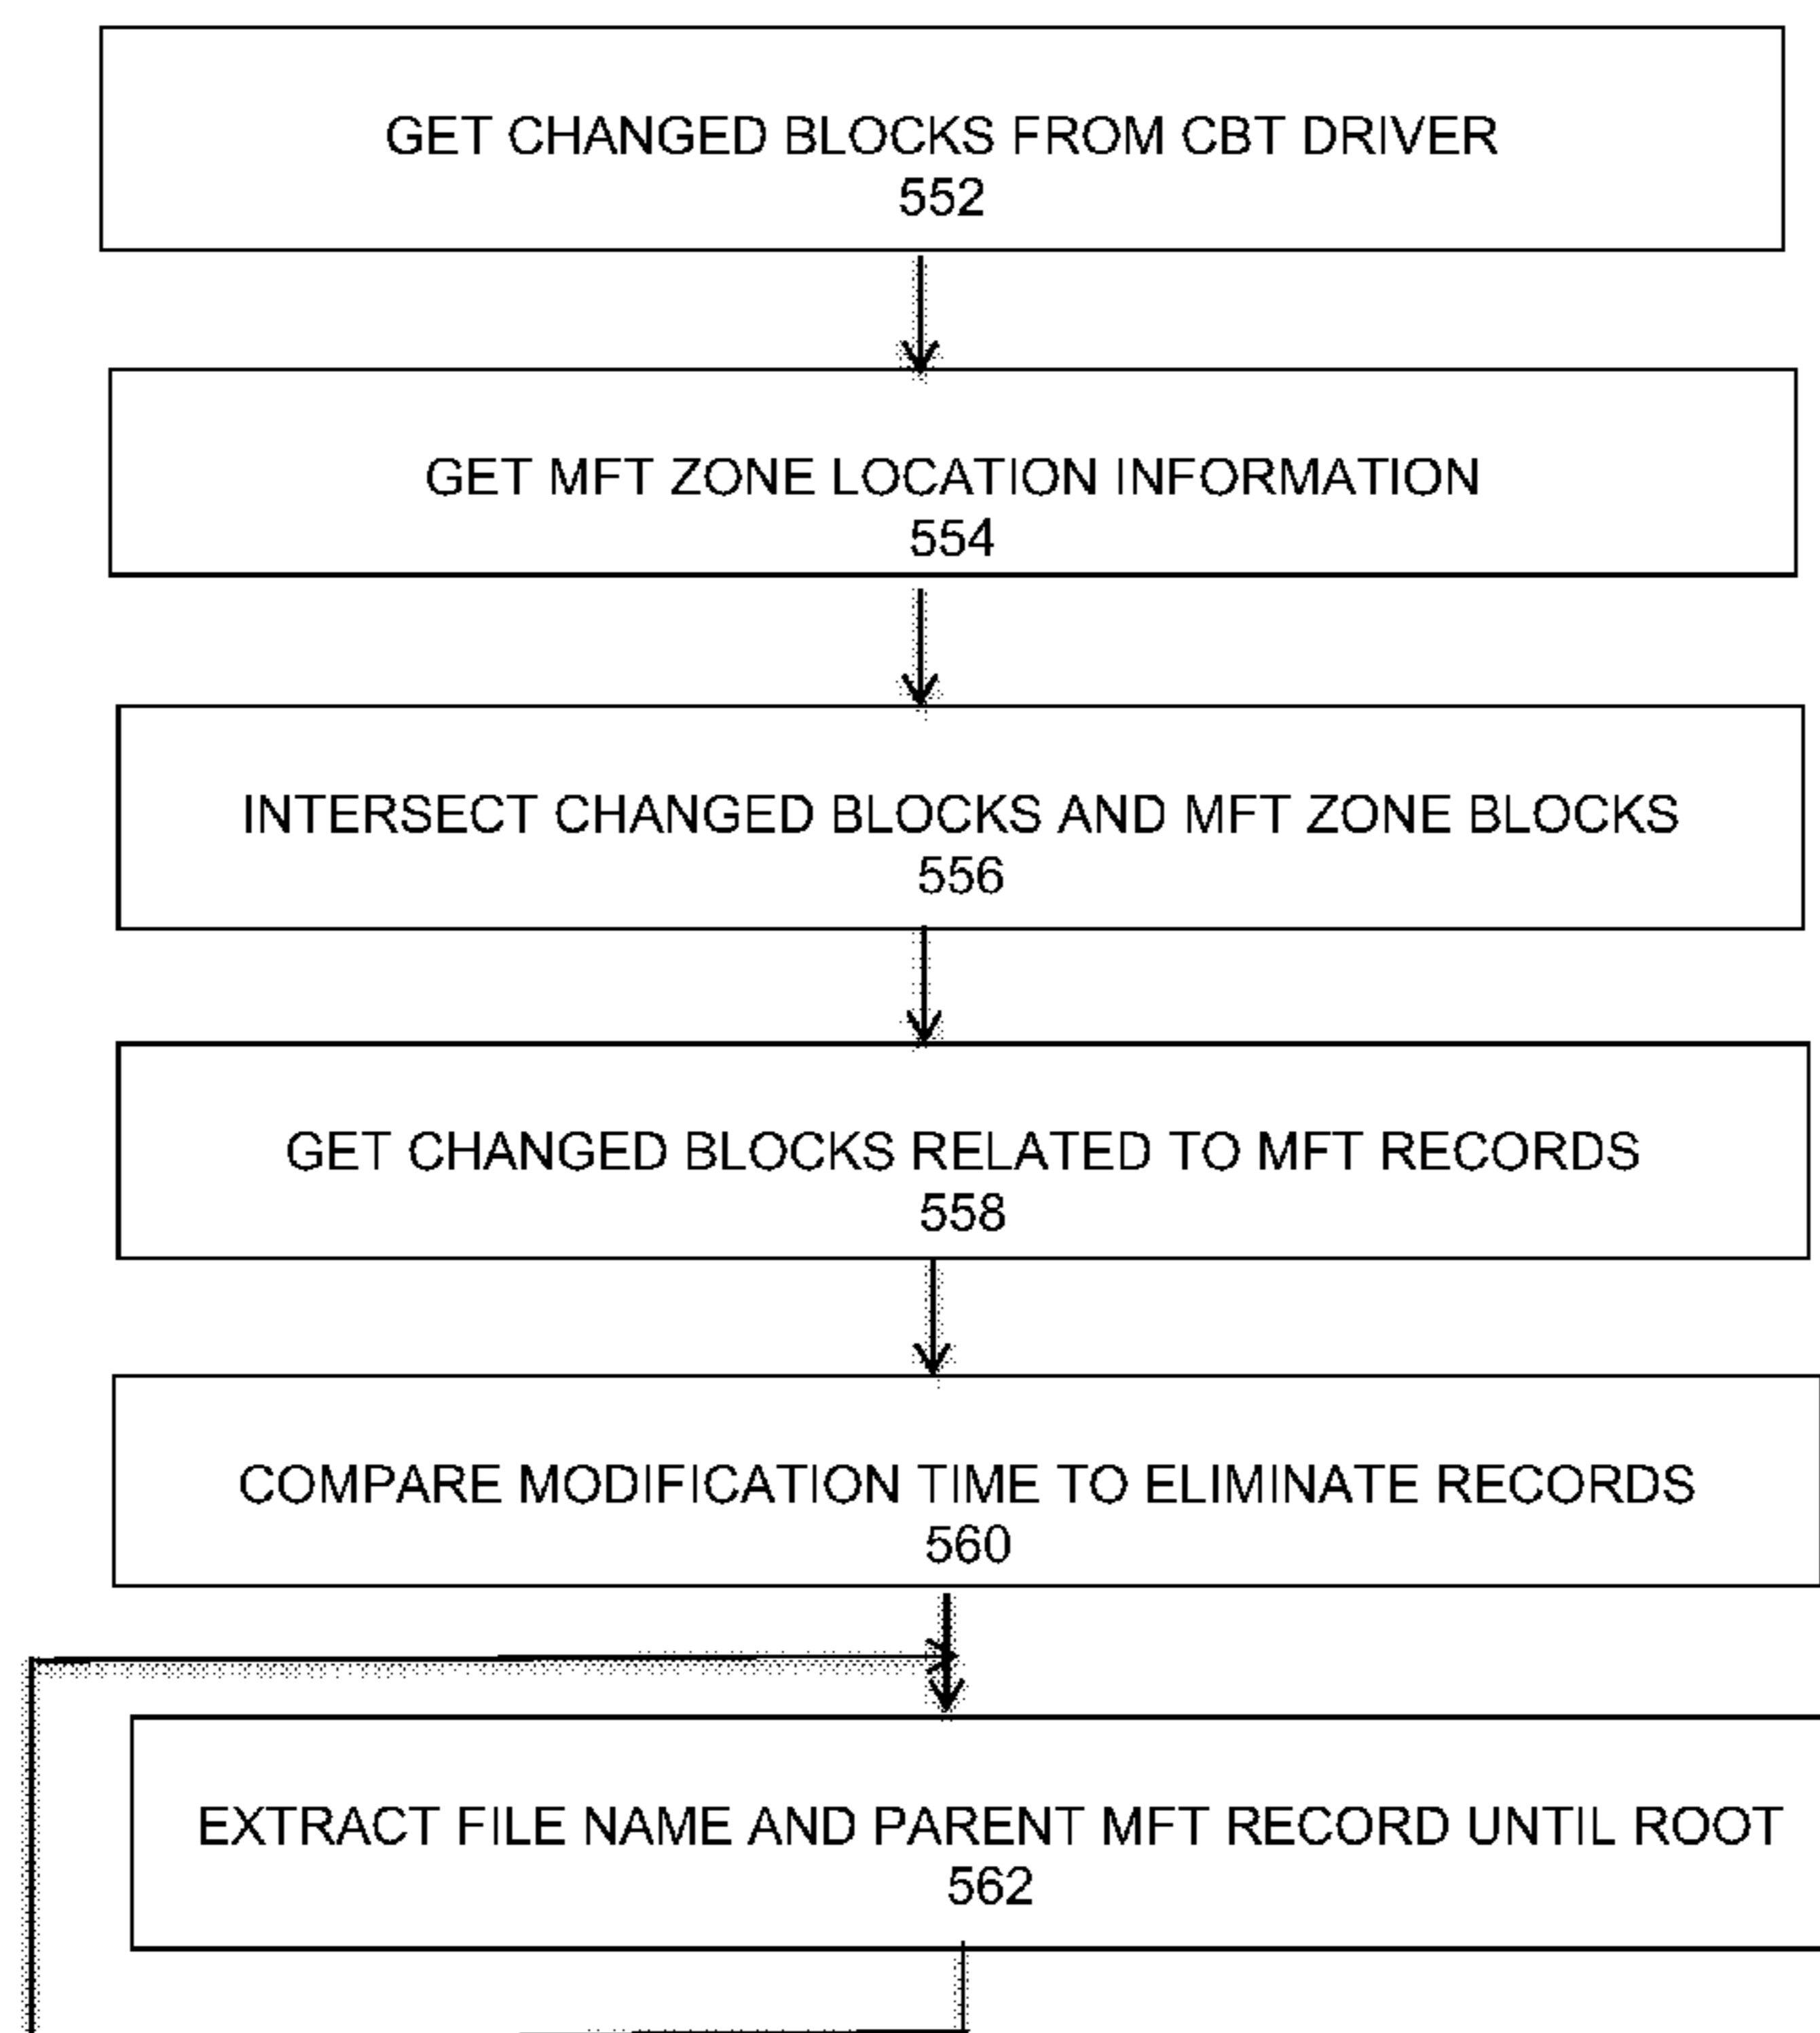 GET CHANGED BLOCKS FROM CBT DRIVER
552
GET MFT ZONE LOCATION INFORMATION
554
INTERSECT CHANGED BLOCKS AND MFT ZONE BLOCKS
556
GET CHANGED BLOCKS RELATED TO MFT RECORDS
558
COMPARE MODIFICATION TIME TO ELIMINATE RECORDS
560
EXTRACT FILE NAME AND PARENT MFT RECORD UNTIL ROOT
562